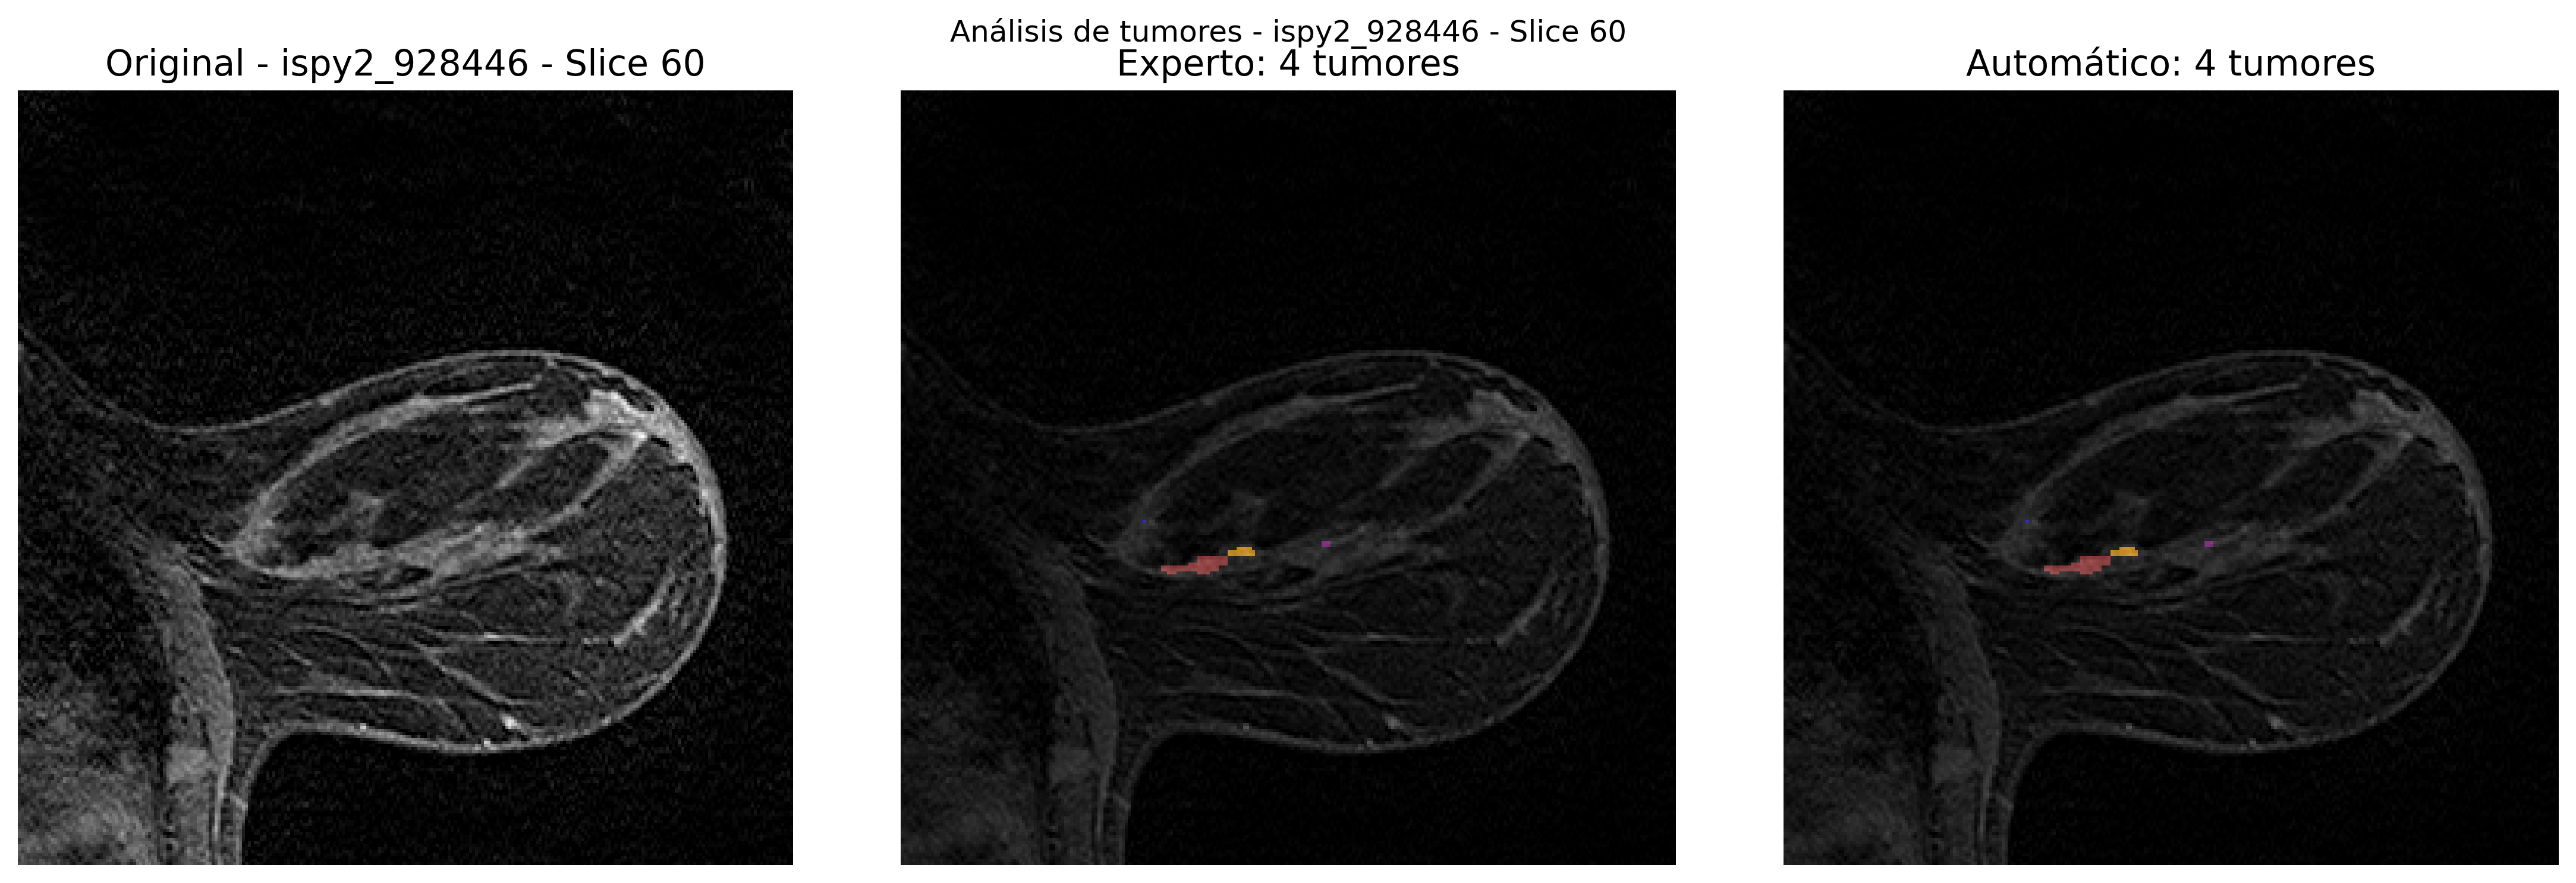 Análisis de tumores - ispy2_928446 - Slice 60
Original - ispy2_928446 - Slice 60
Experto: 4 tumores
Automático: 4 tumores